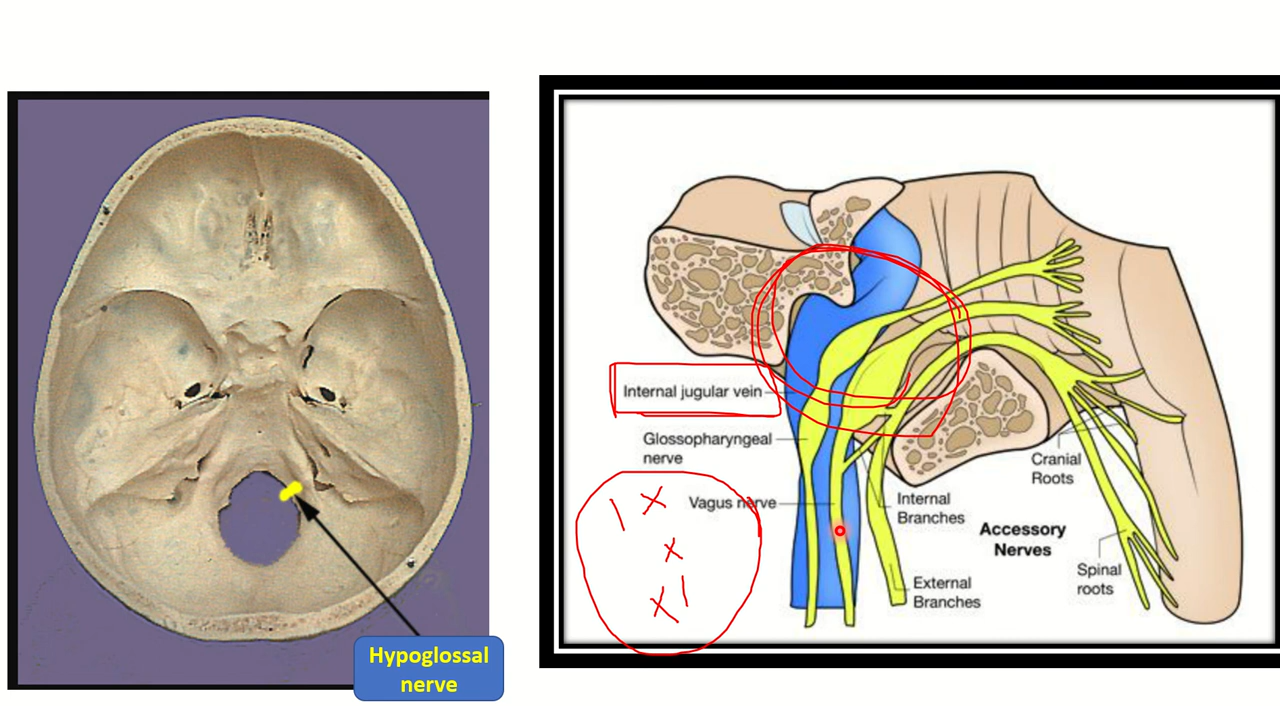 Hypoglossal
nerve
Internal jugular vein
Glossopharyngeal
nerve
Vagus nerve
IX
X
XI
Internal
Branches
External
Branches
Accessory
Nerves
Cranial
Roots
Spinal
roots